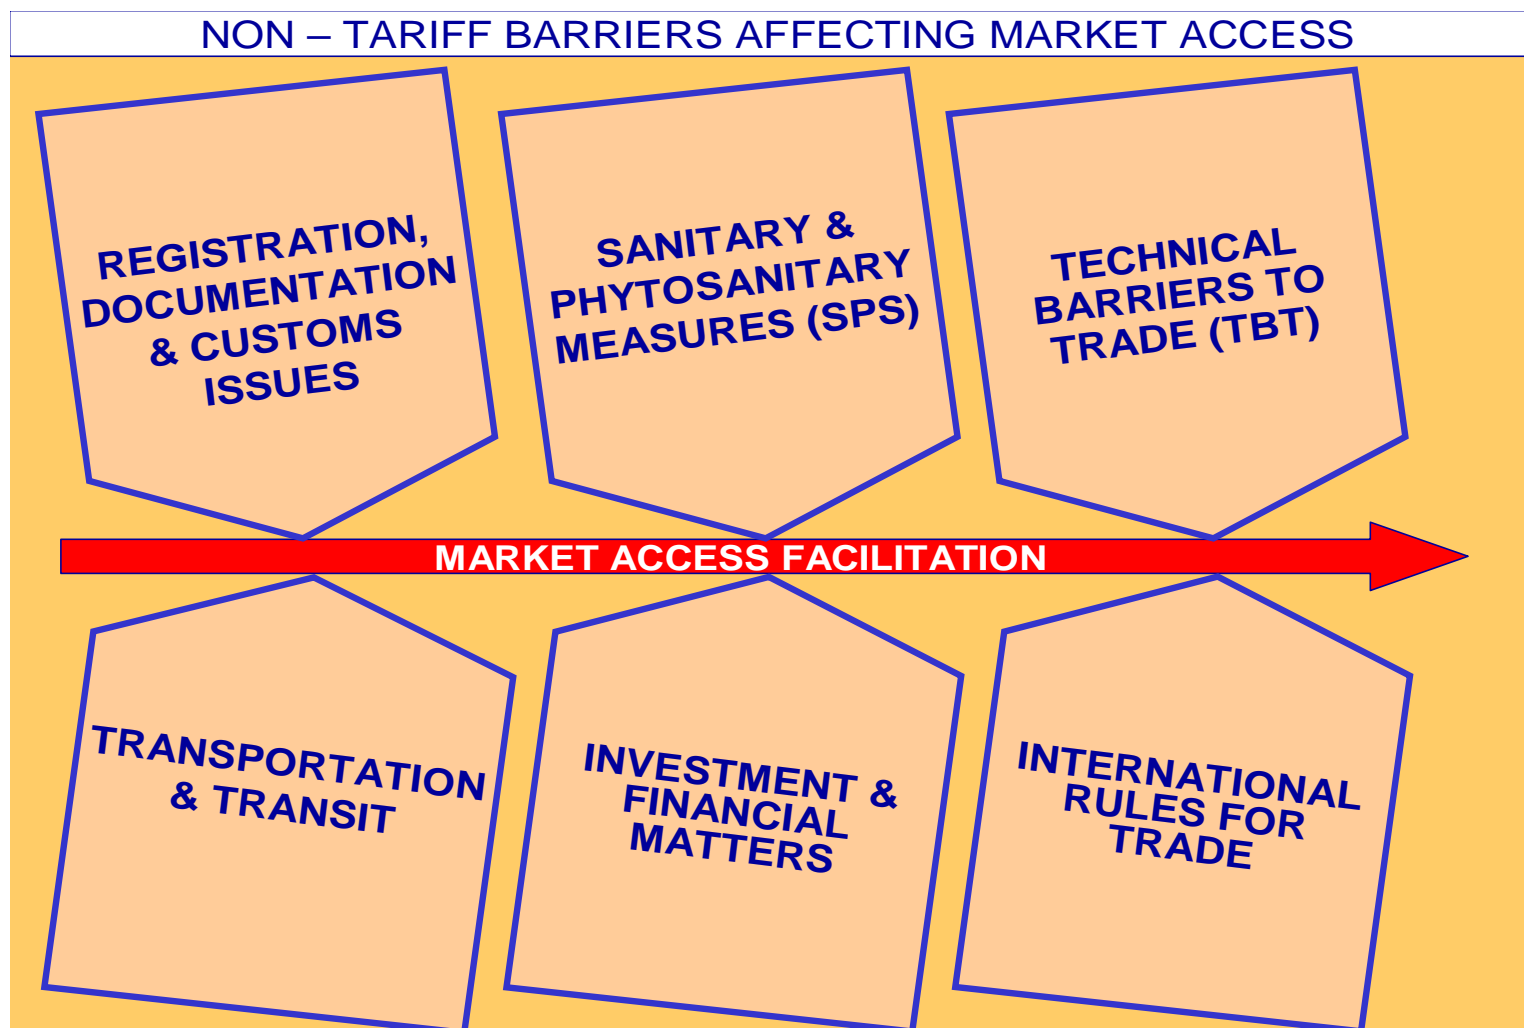 NON – TARIFF BARRIERS AFFECTING MARKET ACCESS
REGISTRATION,
DOCUMENTATION
& CUSTOMS
ISSUES
SANITARY &
PHYTOSANITARY
MEASURES (SPS)
TECHNICAL
BARRIERS TO
TRADE (TBT)
MARKET ACCESS FACILITATION
TRANSPORTATION
& TRANSIT
INVESTMENT &
FINANCIAL
MATTERS
INTERNATIONAL
RULES FOR
TRADE